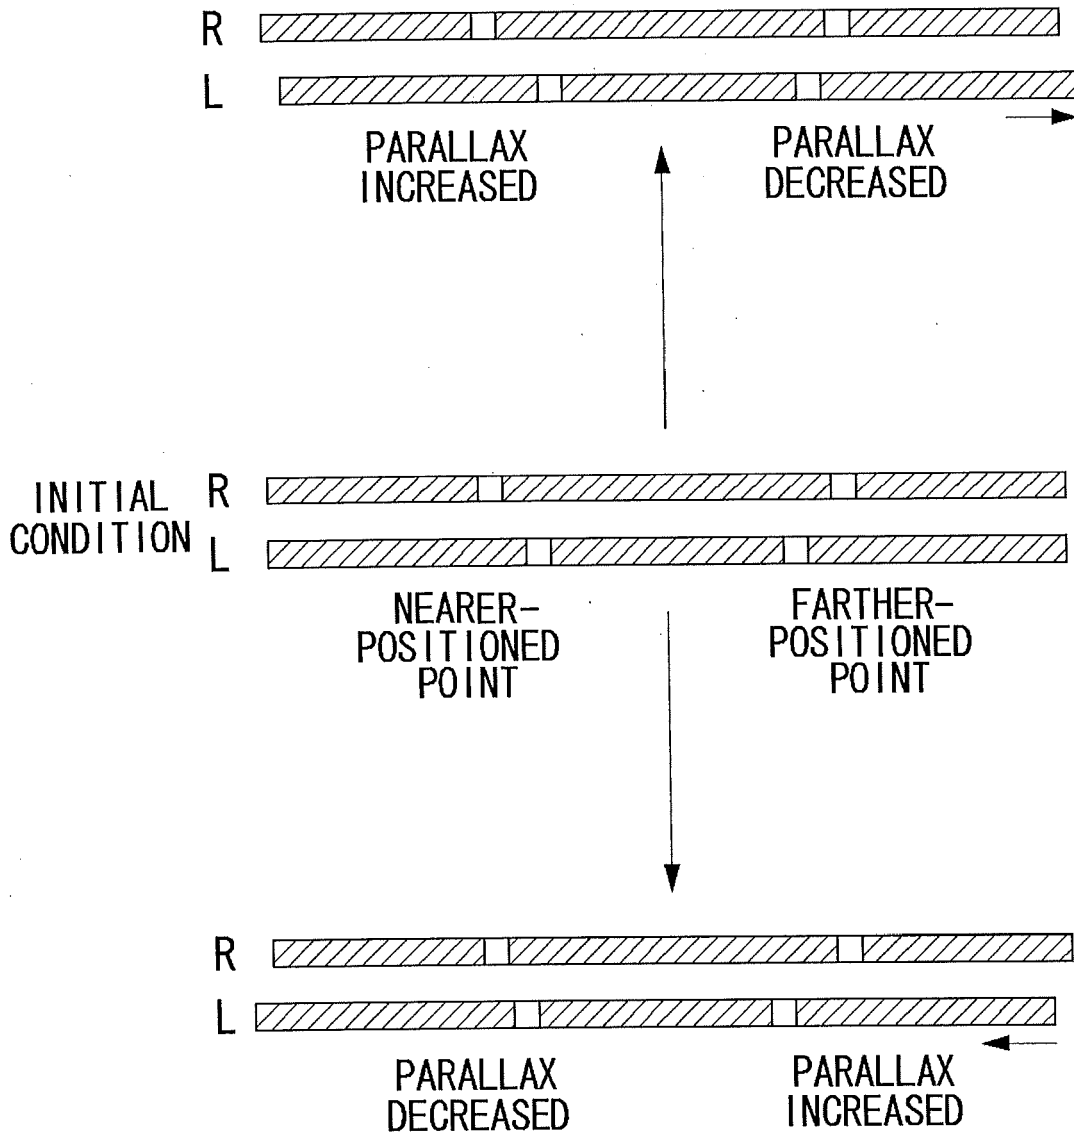 R
L
PARALLAX
INCREASED
PARALLAX
DECREASED
INITIAL
CONDITION
R
L
NEARER-
POSITIONED
POINT
FARTHER-
POSITIONED
POINT
R
L
PARALLAX
DECREASED
PARALLAX
INCREASED